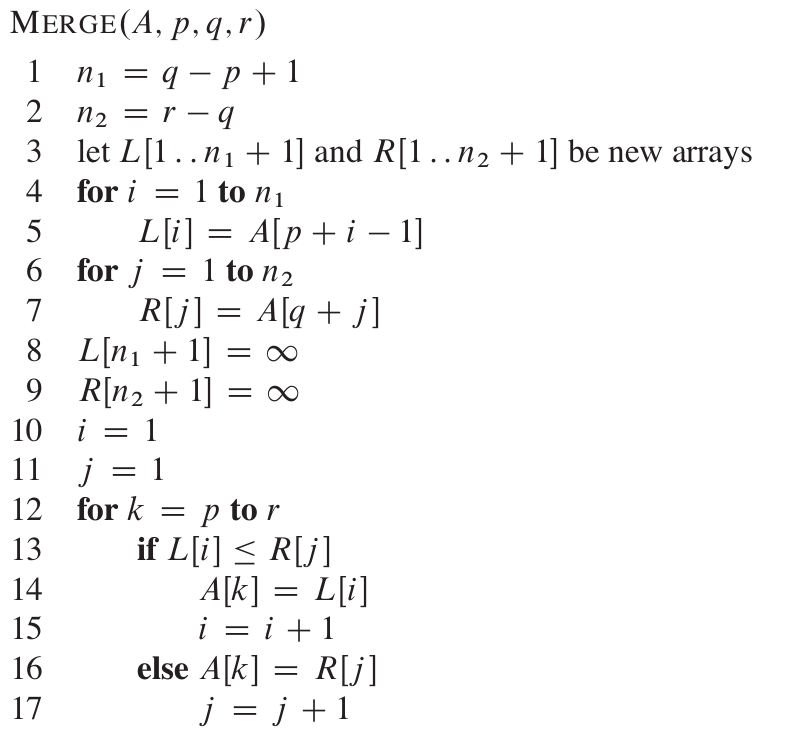 MERGE(A, p, q, r)
1 n₁ = q − p + 1
2 n₂ = r − q
3 let L[1 . . n₁ + 1] and R[1 . . n₂ + 1] be new arrays
4 for i = 1 to n₁
5 L[i] = A[p + i − 1]
6 for j = 1 to n₂
7 R[j] = A[q + j]
8 L[n₁ + 1] = ∞
9 R[n₂ + 1] = ∞
10 i = 1
11 j = 1
12 for k = p to r
13 if L[i] ≤ R[j]
14 A[k] = L[i]
15 i = i + 1
16 else A[k] = R[j]
17 j = j + 1